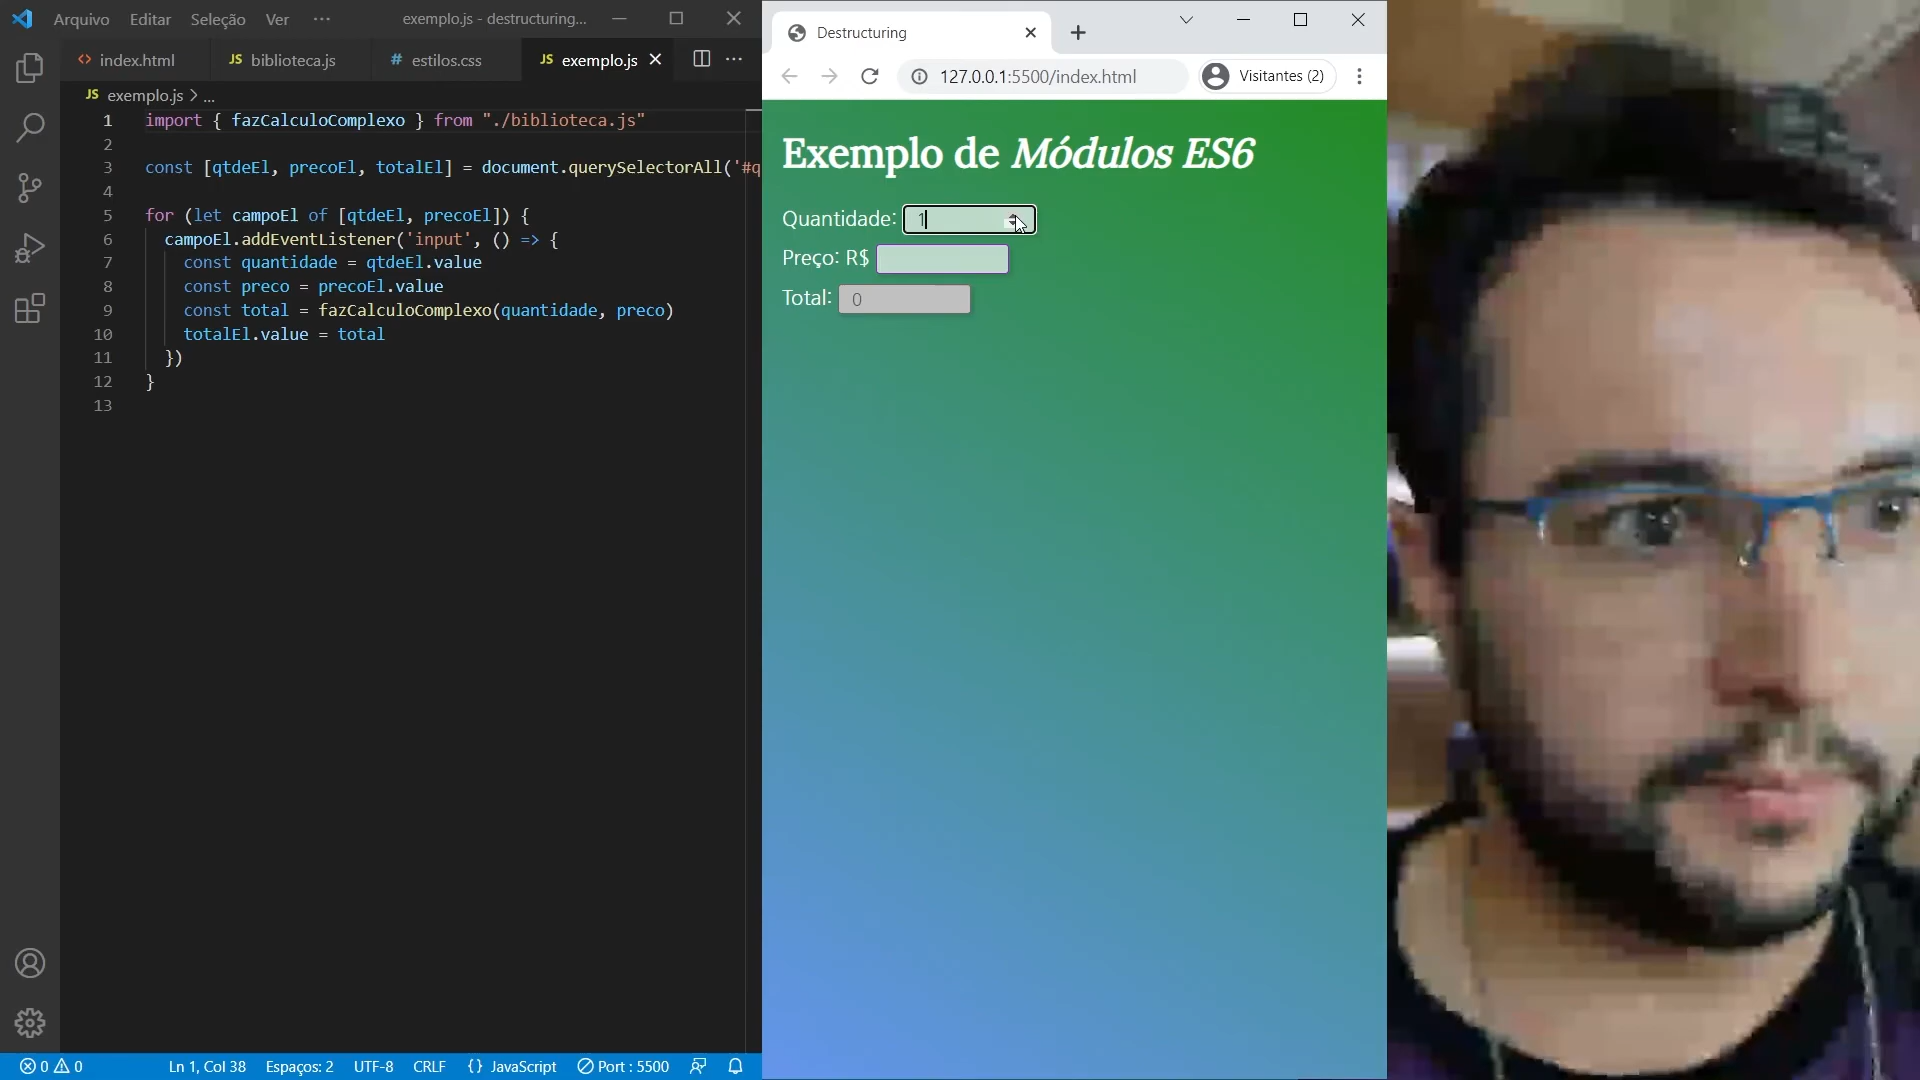 Arquivo Editar Seleção Ver ··· exemplo.js - destructuring...
index.html JS biblioteca.js # estilos.css JS exemplo.js
JS exemplo.js > ...
1 import { fazCalculoComplexo } from "./biblioteca.js"
2
3 const [qtdeEl, precoEl, totalEl] = document.querySelectorAll('#q
4
5 for (let campoEl of [qtdeEl, precoEl]) {
6 campoEl.addEventListener('input', () => {
7 const quantidade = qtdeEl.value
8 const preco = precoEl.value
9 const total = fazCalculoComplexo(quantidade, preco)
10 totalEl.value = total
11 })
12 }
13
0 0 Ln 1, Col 38 Espaços: 2 UTF-8 CRLF {} JavaScript Port : 5500
Destructuring
127.0.0.1:5500/index.html Visitantes (2)
Exemplo de Módulos ES6
Quantidade: 1
Preço: R$
Total: 0